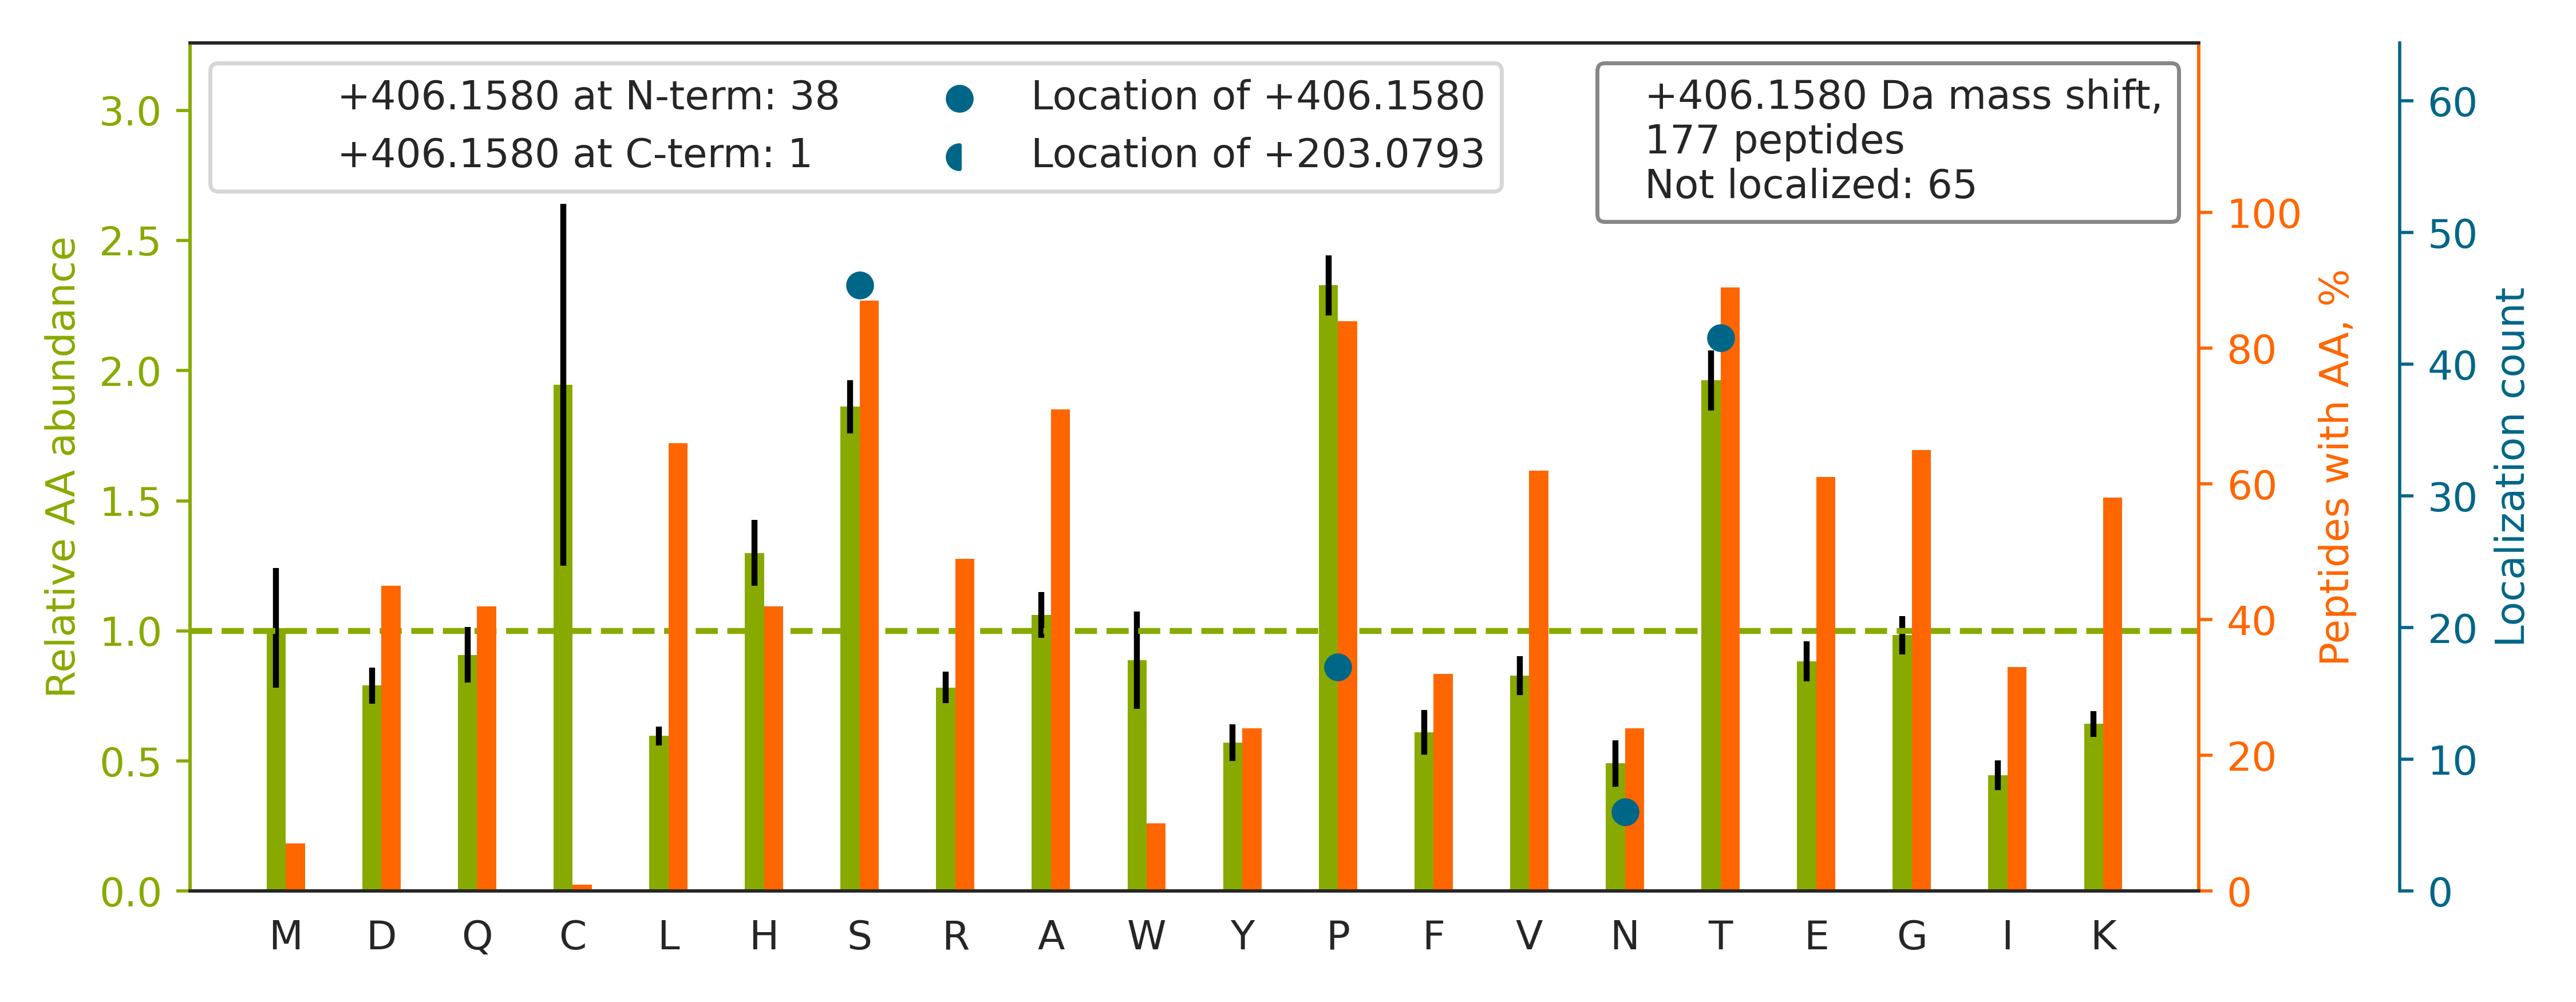 +406.1580 at N-term: 38
+406.1580 at C-term: 1
Location of +406.1580
Location of +203.0793
+406.1580 Da mass shift,
177 peptides
Not localized: 65
Relative AA abundance
3.0
2.5
2.0
1.5
1.0
0.5
0.0
M D Q C L H S R A W Y P F V N T E G I K
100
80
60
40
20
0
Peptides with AA, %
60
50
40
30
20
10
0
Localization count